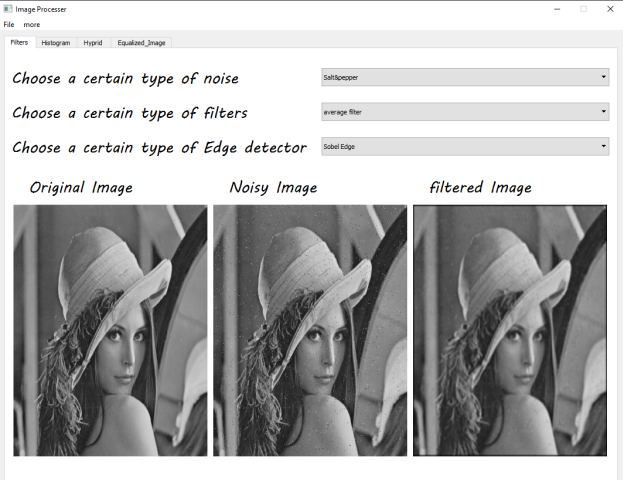 Image Processer
File more
Filters Histogram Hyprid Equalized_Image
Choose a certain type of noise Salt&pepper
Choose a certain type of filters average filter
Choose a certain type of Edge detector Sobel Edge
Original Image Noisy Image filtered Image